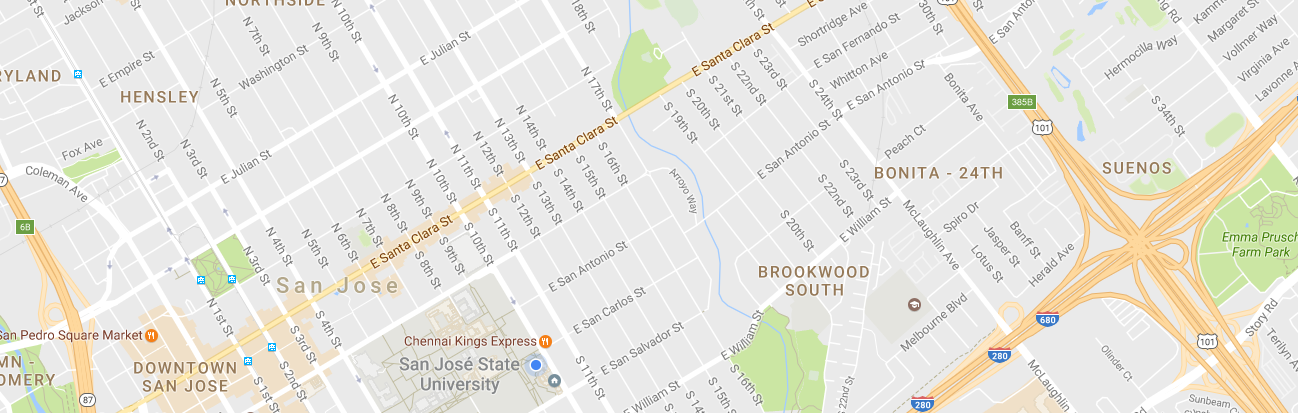 NORTHSIDE
Jackson
N 7th St
N 10th St
N 18th St
E Santa Clara St
Shortridge Ave
E San Fernando St
Whitton Ave
E San Antonio St
E San Anto
Kamm
Margaret St
Vollmer Way
Virginia Ave
Lavonne A
Hermocilla Way
S 34th St
385B
101
RYLAND
HENSLEY
E Empire St
Washington St
N 5th St
E Julian St
N 2nd St
N 3rd St
Fox Ave
Coleman Ave
E Julian St
N 10th St
N 11th St
N 12th St
N 13th St
N 14th St
N 17th St
E Santa Clara St
S 16th St
S 15th St
S 14th St
S 13th St
S 12th St
S 11th St
S 10th St
S 9th St
S 8th St
N 10th St
N 9th St
N 8th St
N 7th St
N 6th St
N 5th St
N 4th St
N 3rd St
E Santa Clara St
S 19th St
S 20th St
S 21st St
S 22nd St
S 23rd St
S 24th St
Bonita Ave
Peach Ct
E San Antonio St
Arroyo Way
S 23rd St
S 22nd St
S 20th St
E William St
BONITA - 24TH
SUENOS
McLaughlin Ave
Spiro Dr
Jasper St
Banff St
Lotus St
Herald Ave
Emma Prusch
Farm Park
BROOKWOOD
SOUTH
Melbourne Blvd
680
280
280
101
Story Rd
Terilyn Av
Olinder Ct
Sunbeam
McLaughlin
6B
87
San Jose
E San Antonio St
E San Carlos St
E San Salvador St
E William St
E William St
S 11th St
S 14th
S 15th St
S 16th St
S 22nd St
San Pedro Square Market
N 1st St
S 4th St
S 1st St
S 2nd St
DOWNTOWN
SAN JOSE
OMERY
Chennai Kings Express
San José State
University